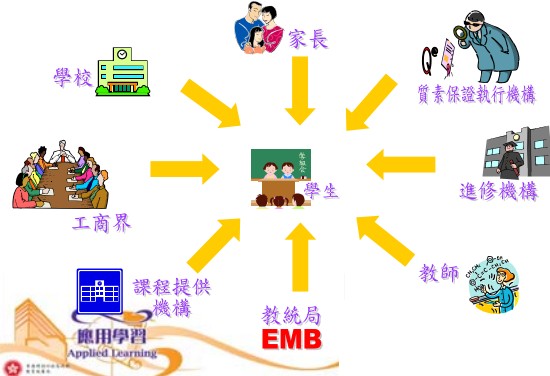 家長
學校
質素保證執行機構
工商界
學生
進修機構
課程提供
機構
教師
教統局
EMB
應用學習
Applied Learning